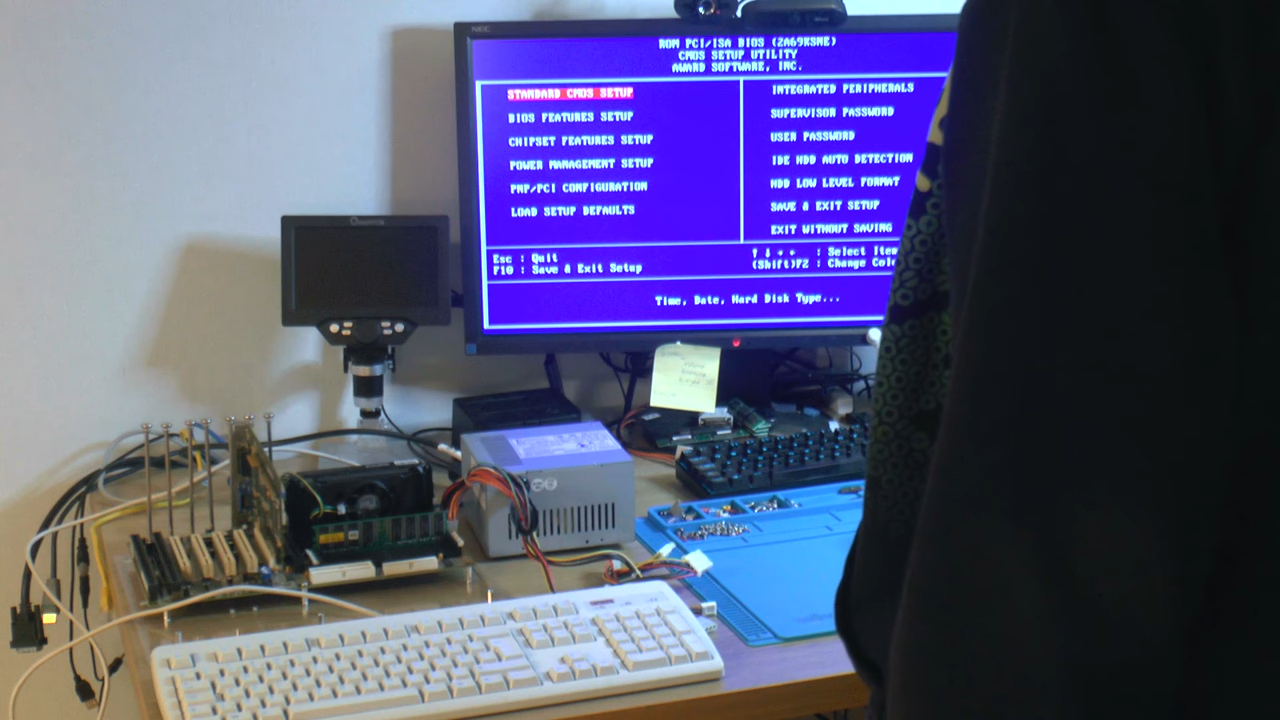 NEC
ROM PCI/ISA BIOS (2A69KSME)
CMOS SETUP UTILITY
AWARD SOFTWARE, INC.
STANDARD CMOS SETUP
BIOS FEATURES SETUP
CHIPSET FEATURES SETUP
POWER MANAGEMENT SETUP
PNP/PCI CONFIGURATION
LOAD SETUP DEFAULTS
INTEGRATED PERIPHERALS
SUPERVISOR PASSWORD
USER PASSWORD
IDE HDD AUTO DETECTION
HDD LOW LEVEL FORMAT
SAVE & EXIT SETUP
EXIT WITHOUT SAVING
Esc : Quit
F10 : Save & Exit Setup
↑ ↓ → ← : Select Item
(Shift)F2 : Change Colo
Time, Date, Hard Disk Type...